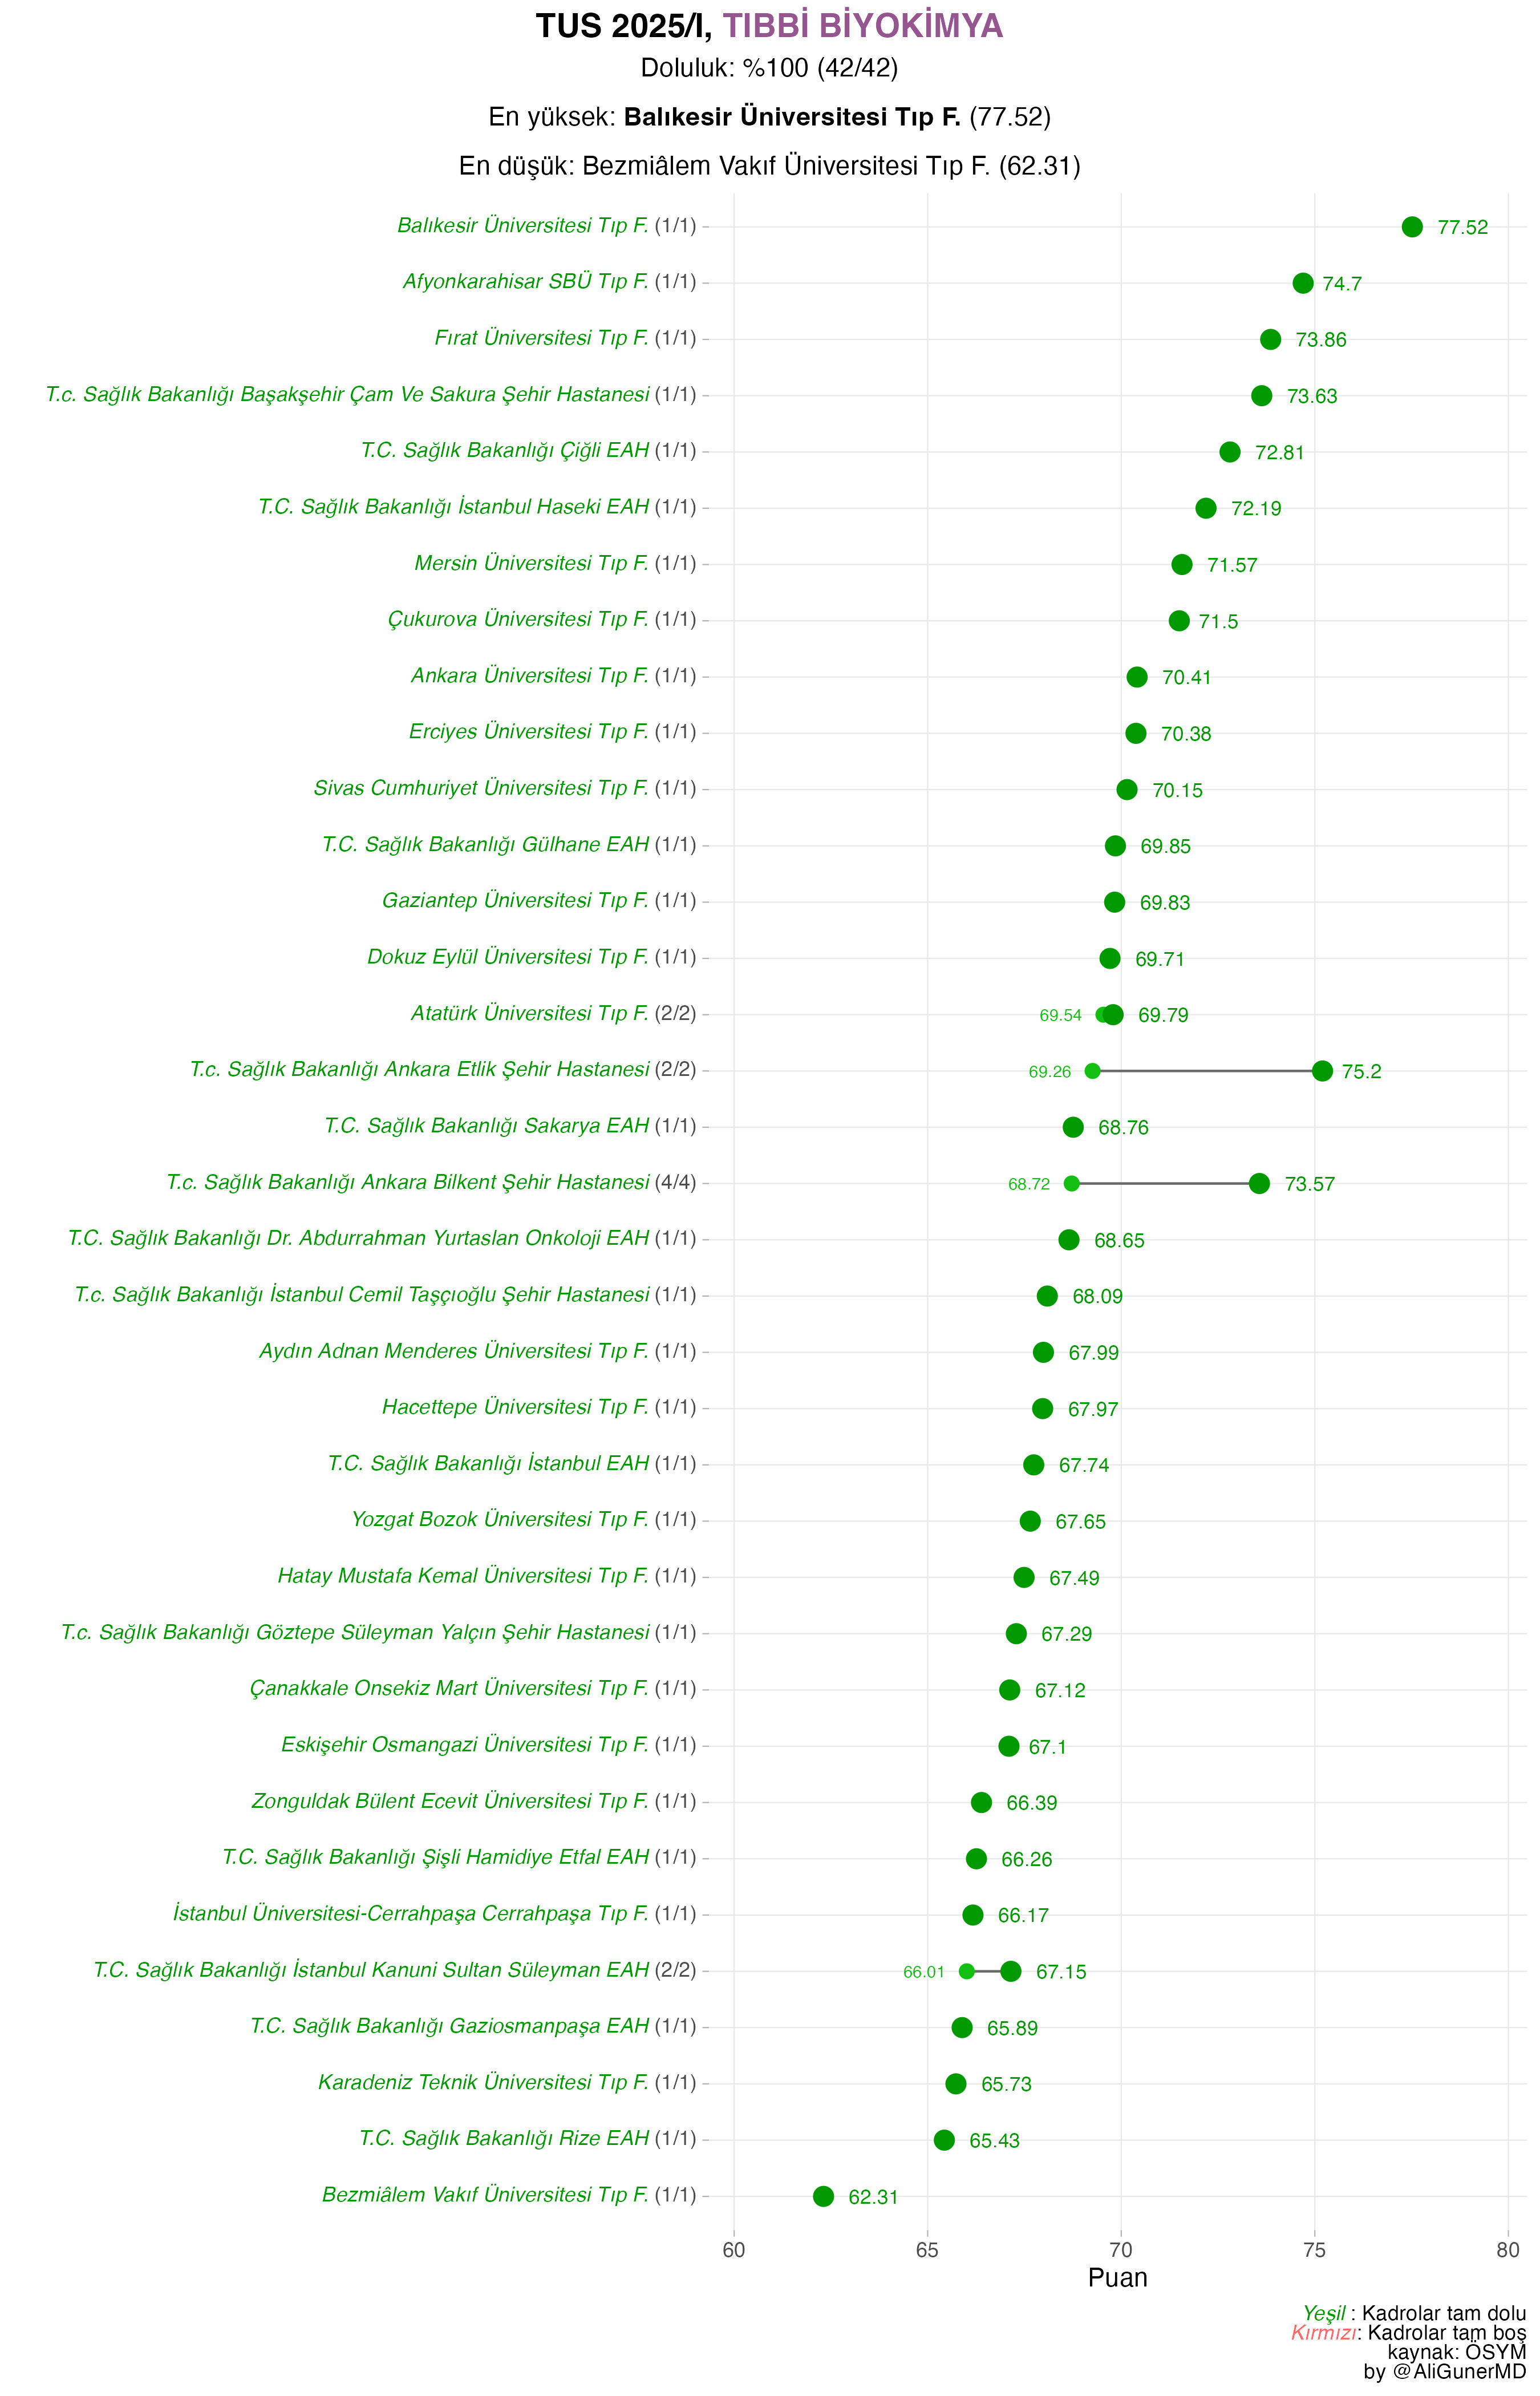 TUS 2025/I, TIBBİ BİYOKİMYA
Doluluk: %100 (42/42)
En yüksek: Balıkesir Üniversitesi Tıp F. (77.52)
En düşük: Bezmiâlem Vakıf Üniversitesi Tıp F. (62.31)
Balıkesir Üniversitesi Tıp F. (1/1) 77.52
Afyonkarahisar SBÜ Tıp F. (1/1) 74.7
Fırat Üniversitesi Tıp F. (1/1) 73.86
T.c. Sağlık Bakanlığı Başakşehir Çam Ve Sakura Şehir Hastanesi (1/1) 73.63
T.C. Sağlık Bakanlığı Çiğli EAH (1/1) 72.81
T.C. Sağlık Bakanlığı İstanbul Haseki EAH (1/1) 72.19
Mersin Üniversitesi Tıp F. (1/1) 71.57
Çukurova Üniversitesi Tıp F. (1/1) 71.5
Ankara Üniversitesi Tıp F. (1/1) 70.41
Erciyes Üniversitesi Tıp F. (1/1) 70.38
Sivas Cumhuriyet Üniversitesi Tıp F. (1/1) 70.15
T.C. Sağlık Bakanlığı Gülhane EAH (1/1) 69.85
Gaziantep Üniversitesi Tıp F. (1/1) 69.83
Dokuz Eylül Üniversitesi Tıp F. (1/1) 69.71
Atatürk Üniversitesi Tıp F. (2/2) 69.54 69.79
T.c. Sağlık Bakanlığı Ankara Etlik Şehir Hastanesi (2/2) 69.26 75.2
T.C. Sağlık Bakanlığı Sakarya EAH (1/1) 68.76
T.c. Sağlık Bakanlığı Ankara Bilkent Şehir Hastanesi (4/4) 68.72 73.57
T.C. Sağlık Bakanlığı Dr. Abdurrahman Yurtaslan Onkoloji EAH (1/1) 68.65
T.c. Sağlık Bakanlığı İstanbul Cemil Taşçıoğlu Şehir Hastanesi (1/1) 68.09
Aydın Adnan Menderes Üniversitesi Tıp F. (1/1) 67.99
Hacettepe Üniversitesi Tıp F. (1/1) 67.97
T.C. Sağlık Bakanlığı İstanbul EAH (1/1) 67.74
Yozgat Bozok Üniversitesi Tıp F. (1/1) 67.65
Hatay Mustafa Kemal Üniversitesi Tıp F. (1/1) 67.49
T.c. Sağlık Bakanlığı Göztepe Süleyman Yalçın Şehir Hastanesi (1/1) 67.29
Çanakkale Onsekiz Mart Üniversitesi Tıp F. (1/1) 67.12
Eskişehir Osmangazi Üniversitesi Tıp F. (1/1) 67.1
Zonguldak Bülent Ecevit Üniversitesi Tıp F. (1/1) 66.39
T.C. Sağlık Bakanlığı Şişli Hamidiye Etfal EAH (1/1) 66.26
İstanbul Üniversitesi-Cerrahpaşa Cerrahpaşa Tıp F. (1/1) 66.17
T.C. Sağlık Bakanlığı İstanbul Kanuni Sultan Süleyman EAH (2/2) 66.01 67.15
T.C. Sağlık Bakanlığı Gaziosmanpaşa EAH (1/1) 65.89
Karadeniz Teknik Üniversitesi Tıp F. (1/1) 65.73
T.C. Sağlık Bakanlığı Rize EAH (1/1) 65.43
Bezmiâlem Vakıf Üniversitesi Tıp F. (1/1) 62.31
60 65 70 75 80
Puan
Yeşil : Kadrolar tam dolu
Kırmızı: Kadrolar tam boş
kaynak: ÖSYM
by @AliGunerMD